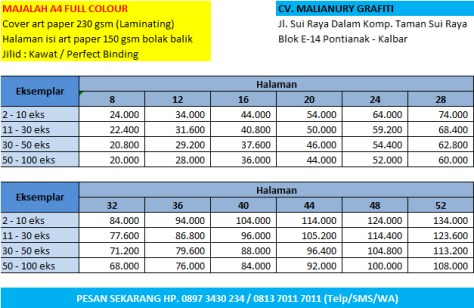 MAJALAH A4 FULL COLOUR
Cover art paper 230 gsm (Laminating)
Halaman isi art paper 150 gsm bolak balik
Jilid : Kawat / Perfect Binding
CV. MALIANURY GRAFITI
Jl. Sui Raya Dalam Komp. Taman Sui Raya
Blok E-14 Pontianak - Kalbar
Eksemplar Halaman
8 12 16 20 24 28
2 - 10 eks 24.000 34.000 44.000 54.000 64.000 74.000
11 - 30 eks 22.400 31.600 40.800 50.000 59.200 68.400
30 - 50 eks 20.800 29.200 37.600 46.000 54.400 62.800
50 - 100 eks 20.000 28.000 36.000 44.000 52.000 60.000
Eksemplar Halaman
32 36 40 44 48 52
2 - 10 eks 84.000 94.000 104.000 114.000 124.000 134.000
11 - 30 eks 77.600 86.800 96.000 105.200 114.400 123.600
30 - 50 eks 71.200 79.600 88.000 96.400 104.800 113.200
50 - 100 eks 68.000 76.000 84.000 92.000 100.000 108.000
PESAN SEKARANG HP. 0897 3430 234 / 0813 7011 7011 (Telp/SMS/WA)